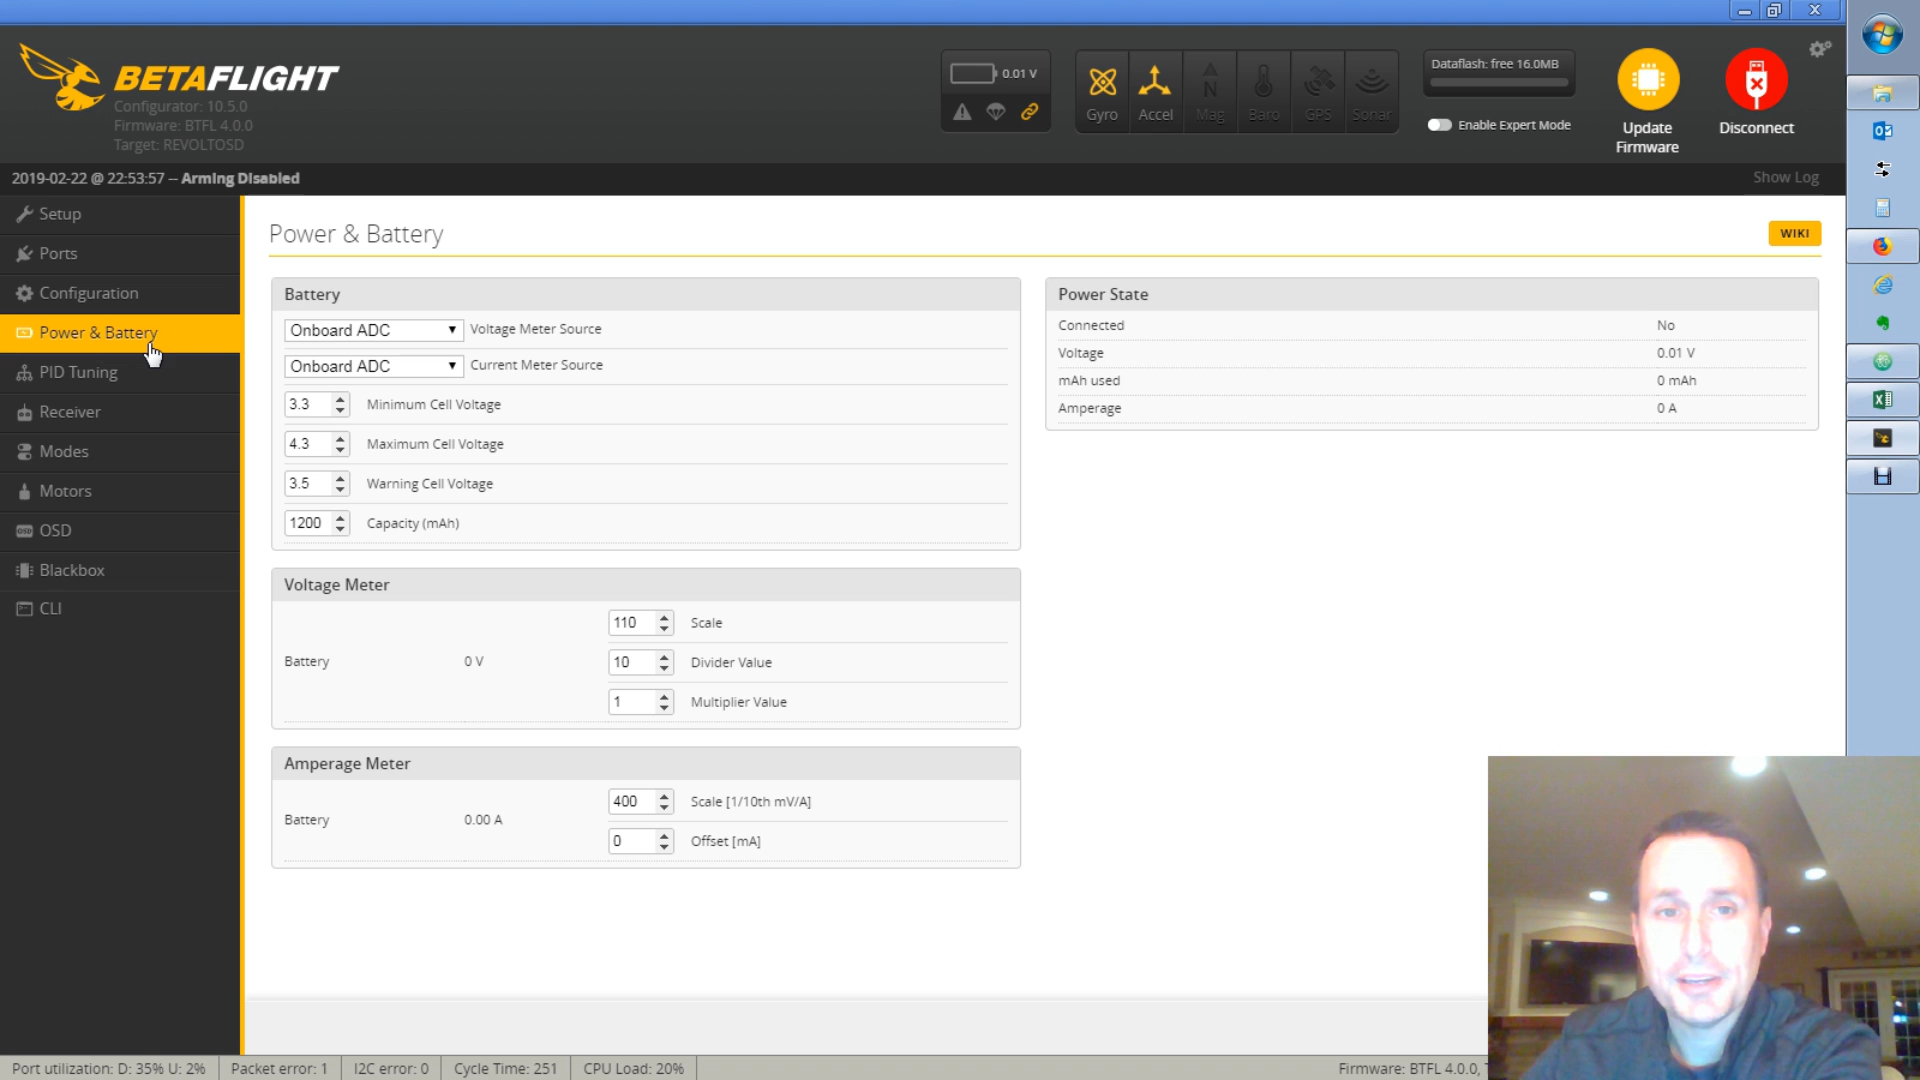 BETAFLIGHT
Configurator: 10.5.0
Firmware: BTFL 4.0.0
Target: REVOLTOSD
0.01 V
Gyro
Accel
Mag
Baro
GPS
Sonar
Dataflash: free 16.0MB
Enable Expert Mode
Update
Firmware
Disconnect
2019-02-22 @ 22:53:57 -- Arming Disabled
Show Log
Setup
Ports
Configuration
Power & Battery
PID Tuning
Receiver
Modes
Motors
OSD
Blackbox
CLI
Power & Battery
WIKI
Battery
Onboard ADC Voltage Meter Source
Onboard ADC Current Meter Source
3.3 Minimum Cell Voltage
4.3 Maximum Cell Voltage
3.5 Warning Cell Voltage
1200 Capacity (mAh)
Power State
Connected No
Voltage 0.01 V
mAh used 0 mAh
Amperage 0 A
Voltage Meter
Battery 0 V
110 Scale
10 Divider Value
1 Multiplier Value
Amperage Meter
Battery 0.00 A
400 Scale [1/10th mV/A]
0 Offset [mA]
Port utilization: D: 35% U: 2%
Packet error: 1
I2C error: 0
Cycle Time: 251
CPU Load: 20%
Firmware: BTFL 4.0.0,